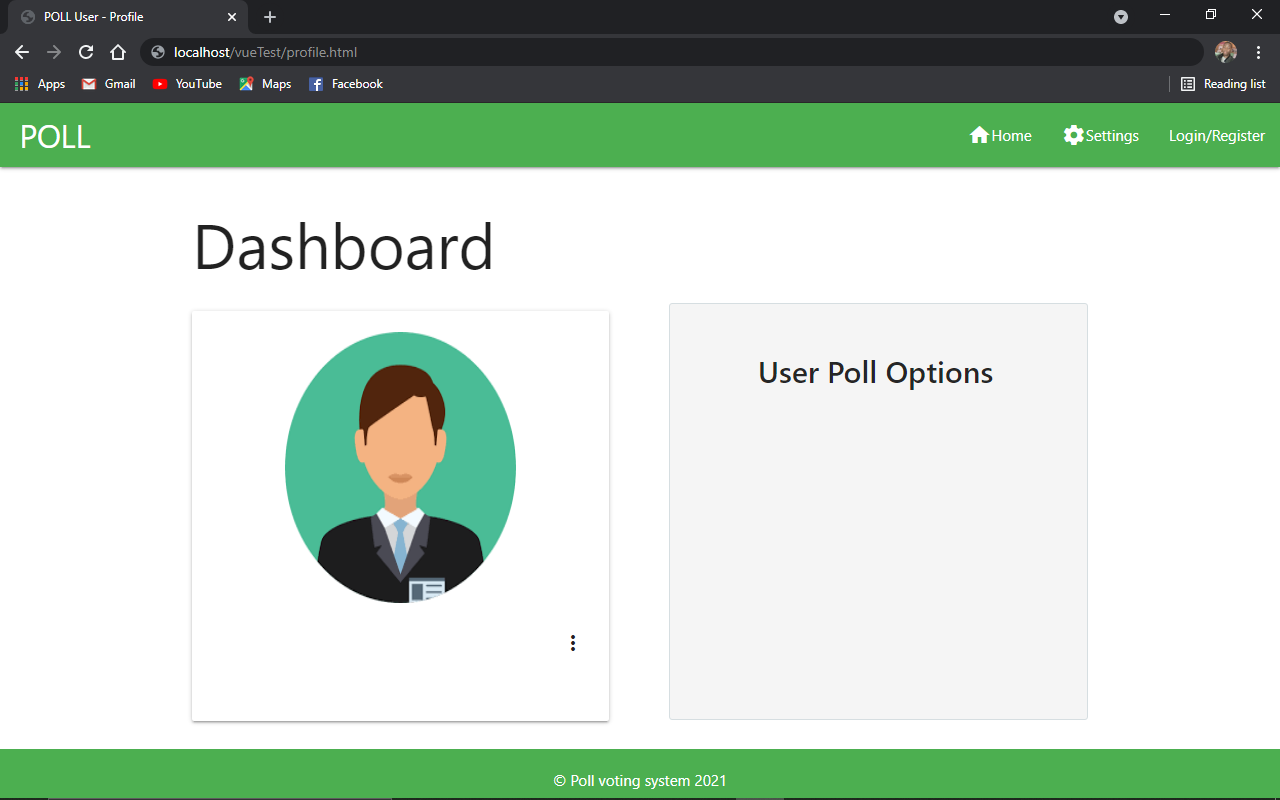 POLL User - Profile
localhost/vueTest/profile.html
Apps Gmail YouTube Maps Facebook Reading list
POLL Home Settings Login/Register
Dashboard
User Poll Options
© Poll voting system 2021